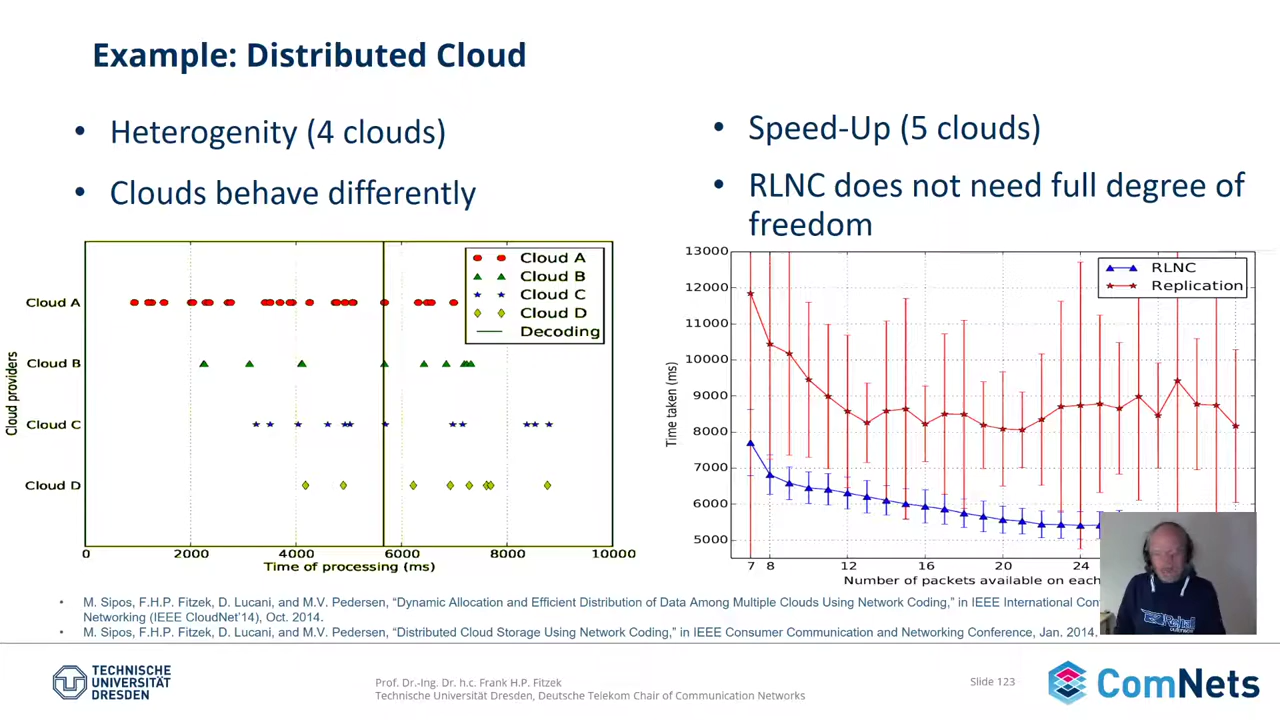 Example: Distributed Cloud
• Heterogenity (4 clouds)
• Clouds behave differently
• Speed-Up (5 clouds)
• RLNC does not need full degree of
freedom
Cloud providers
Cloud A
Cloud B
Cloud C
Cloud D
Cloud A
Cloud B
Cloud C
Cloud D
Decoding
0 2000 4000 6000 8000 10000
Time of processing (ms)
Time taken (ms)
13000
12000
11000
10000
9000
8000
7000
6000
5000
RLNC
Replication
7 8 12 16 20 24
Number of packets available on each
• M. Sipos, F.H.P. Fitzek, D. Lucani, and M.V. Pedersen, “Dynamic Allocation and Efficient Distribution of Data Among Multiple Clouds Using Network Coding,” in IEEE International Con
Networking (IEEE CloudNet’14), Oct. 2014.
• M. Sipos, F.H.P. Fitzek, D. Lucani, and M.V. Pedersen, “Distributed Cloud Storage Using Network Coding,” in IEEE Consumer Communication and Networking Conference, Jan. 2014.
TECHNISCHE
UNIVERSITÄT
DRESDEN
Prof. Dr.-Ing. Dr. h.c. Frank H.P. Fitzek
Technische Universität Dresden, Deutsche Telekom Chair of Communication Networks
Slide 123
ComNets